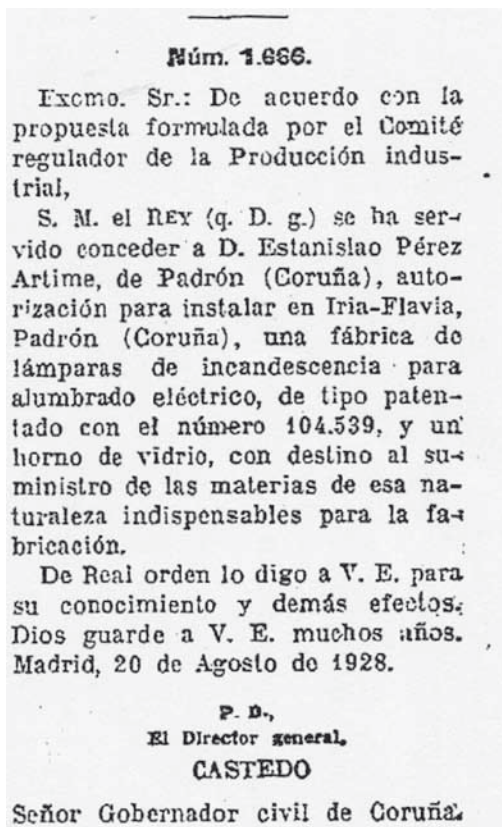 Núm. 1.666.
Excmo. Sr.: De acuerdo con la
propuesta formulada por el Comité
regulador de la Producción indus-
trial,
S. M. el REY (q. D. g.) se ha ser-
vido conceder a D. Estanislao Pérez
Artime, de Padrón (Coruña), auto-
rización para instalar en Iria-Flavia,
Padrón (Coruña), una fábrica de
lámparas de incandescencia para
alumbrado eléctrico, de tipo paten-
tado con el número 104.539, y un
horno de vidrio, con destino al su-
ministro de las materias de esa na-
turaleza indispensables para la fa-
bricación.
De Real orden lo digo a V. E. para
su conocimiento y demás efectos.
Dios guarde a V. E. muchos años.
Madrid, 20 de Agosto de 1928.
P. D.,
El Director general,
CASTEDO
Señor Gobernador civil de Coruña.